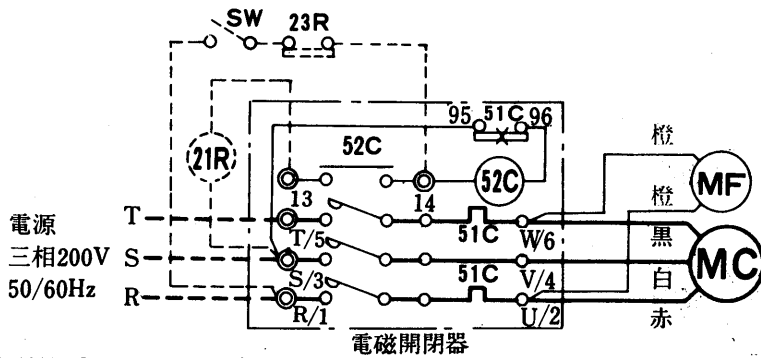 SW 23R
95 51C 96
21R
52C
52C
13 14
橙
MF
橙
電源
三相200V
50/60Hz
T
T/5
51C
W/6
黒
S
S/3
51C
V/4
白
MC
R
R/1
U/2
赤
電磁開閉器